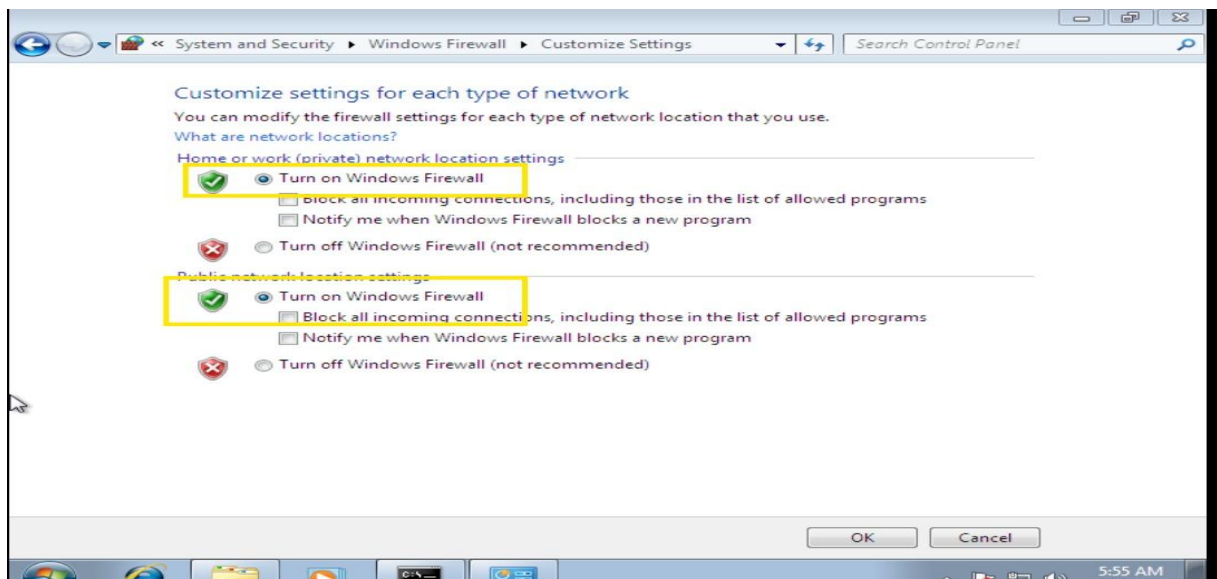 « System and Security ▸ Windows Firewall ▸ Customize Settings
Search Control Panel
Customize settings for each type of network
You can modify the firewall settings for each type of network location that you use.
What are network locations?
Home or work (private) network location settings
Turn on Windows Firewall
Block all incoming connections, including those in the list of allowed programs
Notify me when Windows Firewall blocks a new program
Turn off Windows Firewall (not recommended)
Public network location settings
Turn on Windows Firewall
Block all incoming connections, including those in the list of allowed programs
Notify me when Windows Firewall blocks a new program
Turn off Windows Firewall (not recommended)
OK Cancel
C:\_
5:55 AM